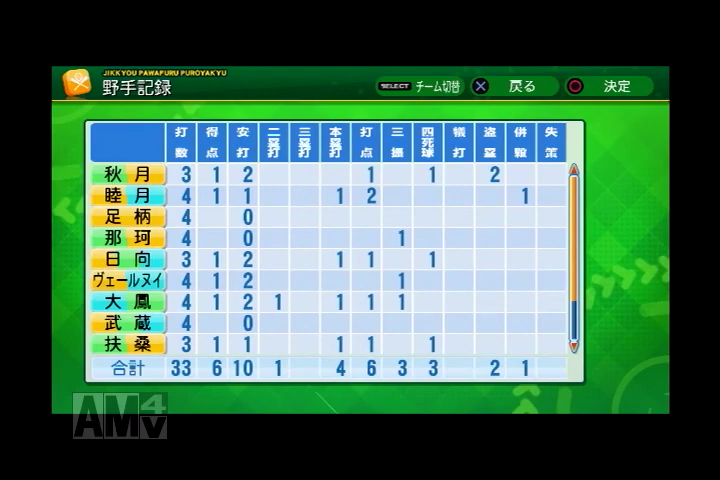 JIKKYOU PAWAFURU PUROYAKYU
野手記録 SELECT チーム切替 戻る 決定
打数 得点 安打 二塁打 三塁打 本塁打 打点 三振 四死球 犠打 盗塁 併殺 失策
秋月 3 1 2 1 1 2
睦月 4 1 1 1 2 1
足柄 4 0
那珂 4 0 1
日向 3 1 2 1 1 1
ヴェールヌイ 4 1 2 1
大鳳 4 1 2 1 1 1 1
武蔵 4 0
扶桑 3 1 1 1 1 1
合計 33 6 10 1 4 6 3 3 2 1
AM4V